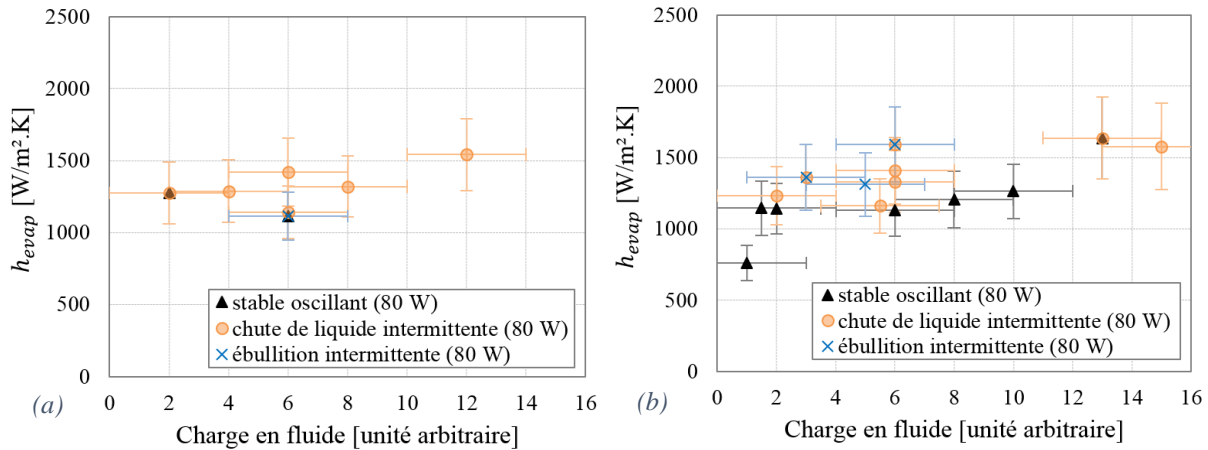 2500
2000
1500
1000
500
0
h_evap [W/m².K]
0 2 4 6 8 10 12 14 16
Charge en fluide [unité arbitraire]
stable oscillant (80 W)
chute de liquide intermittente (80 W)
ébullition intermittente (80 W)
(a)
2500
2000
1500
1000
500
0
h_evap [W/m².K]
0 2 4 6 8 10 12 14 16
Charge en fluide [unité arbitraire]
stable oscillant (80 W)
chute de liquide intermittente (80 W)
ébullition intermittente (80 W)
(b)